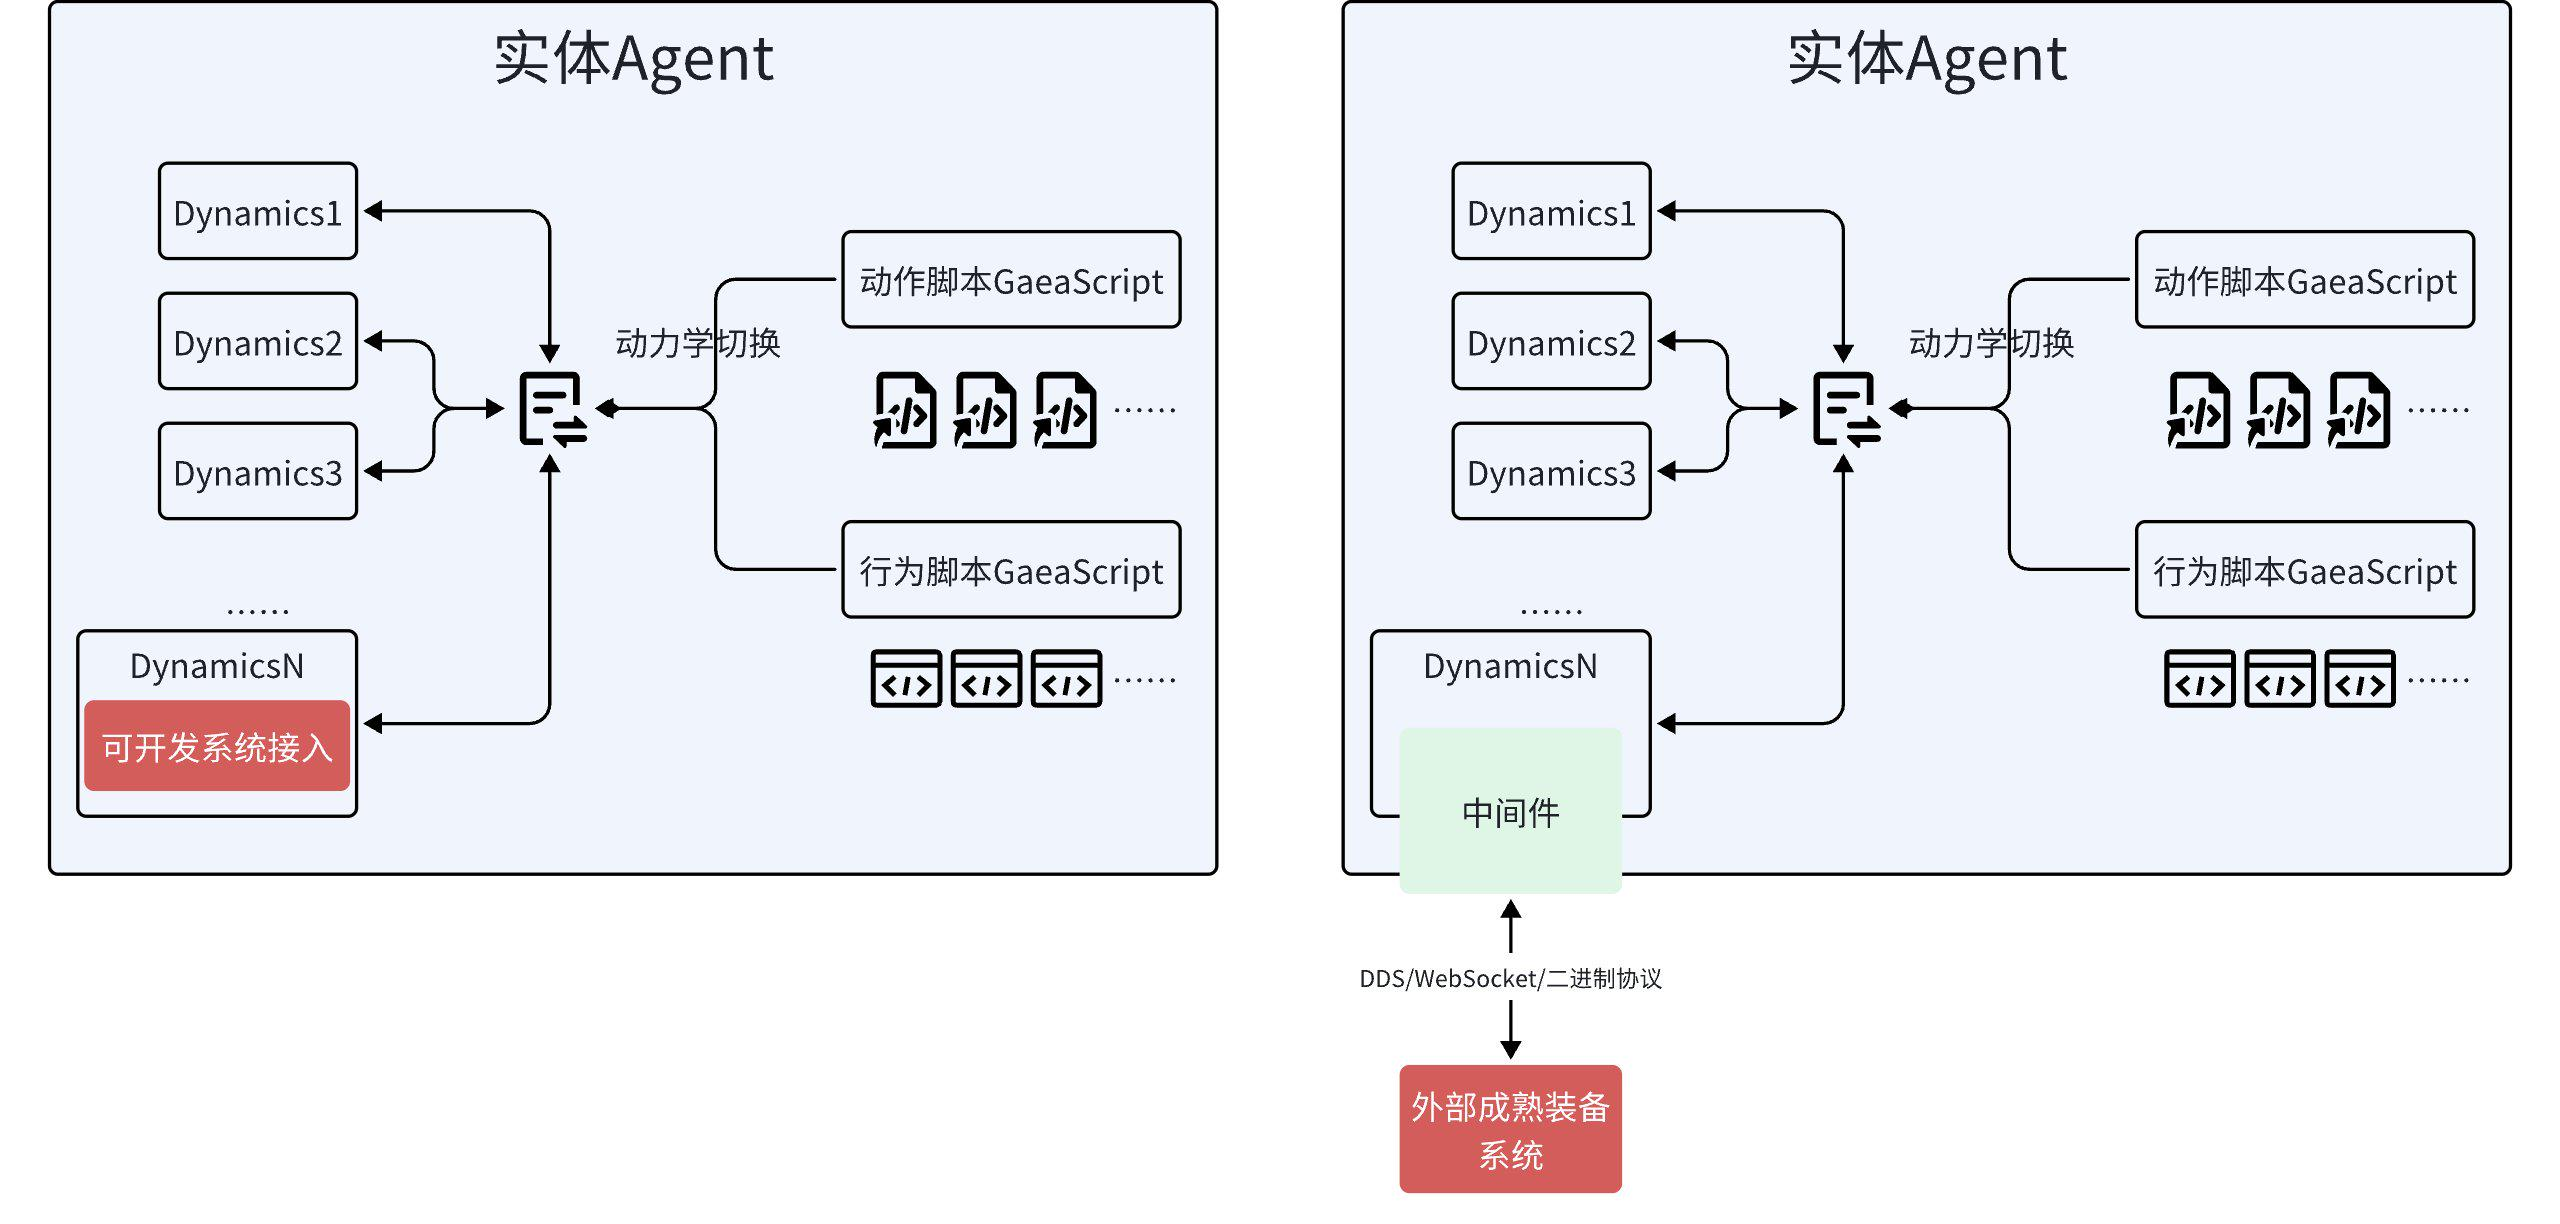 实体Agent
Dynamics1
Dynamics2
Dynamics3
……
DynamicsN
可开发系统接入
动力学切换
动作脚本GaeaScript
……
行为脚本GaeaScript
……
实体Agent
Dynamics1
Dynamics2
Dynamics3
……
DynamicsN
中间件
动力学切换
动作脚本GaeaScript
……
行为脚本GaeaScript
……
DDS/WebSocket/二进制协议
外部成熟装备
系统